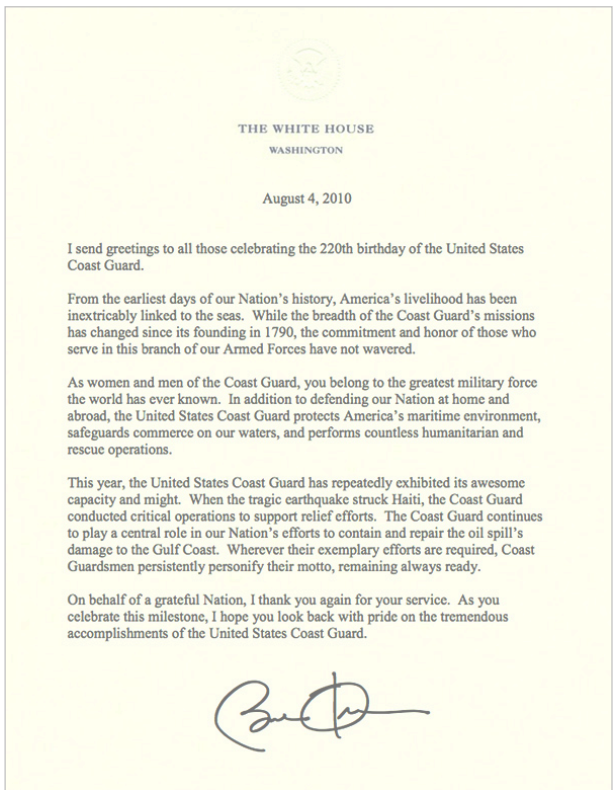 THE WHITE HOUSE
WASHINGTON
August 4, 2010
I send greetings to all those celebrating the 220th birthday of the United States
Coast Guard.
From the earliest days of our Nation's history, America's livelihood has been
inextricably linked to the seas.  While the breadth of the Coast Guard's missions
has changed since its founding in 1790, the commitment and honor of those who
serve in this branch of our Armed Forces have not wavered.
As women and men of the Coast Guard, you belong to the greatest military force
the world has ever known.  In addition to defending our Nation at home and
abroad, the United States Coast Guard protects America's maritime environment,
safeguards commerce on our waters, and performs countless humanitarian and
rescue operations.
This year, the United States Coast Guard has repeatedly exhibited its awesome
capacity and might.  When the tragic earthquake struck Haiti, the Coast Guard
conducted critical operations to support relief efforts.  The Coast Guard continues
to play a central role in our Nation's efforts to contain and repair the oil spill's
damage to the Gulf Coast.  Wherever their exemplary efforts are required, Coast
Guardsmen persistently personify their motto, remaining always ready.
On behalf of a grateful Nation, I thank you again for your service.  As you
celebrate this milestone, I hope you look back with pride on the tremendous
accomplishments of the United States Coast Guard.